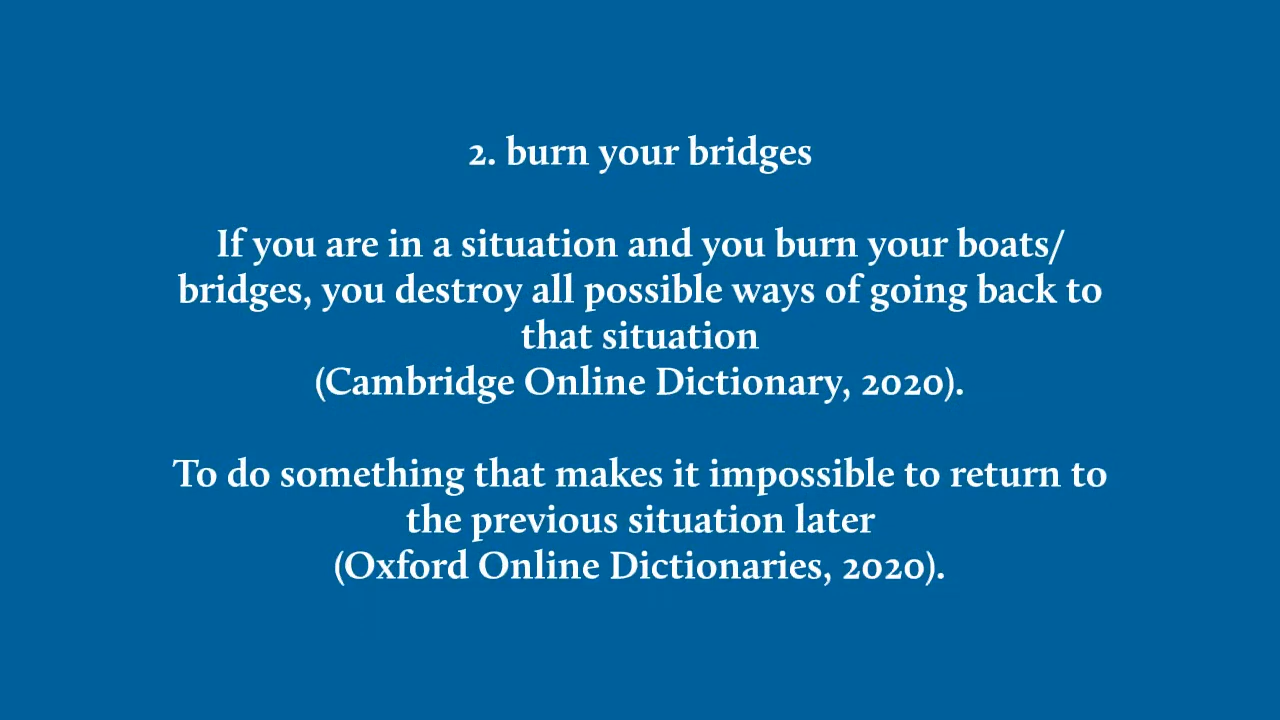 2. burn your bridges
If you are in a situation and you burn your boats/
bridges, you destroy all possible ways of going back to
that situation
(Cambridge Online Dictionary, 2020).
To do something that makes it impossible to return to
the previous situation later
(Oxford Online Dictionaries, 2020).